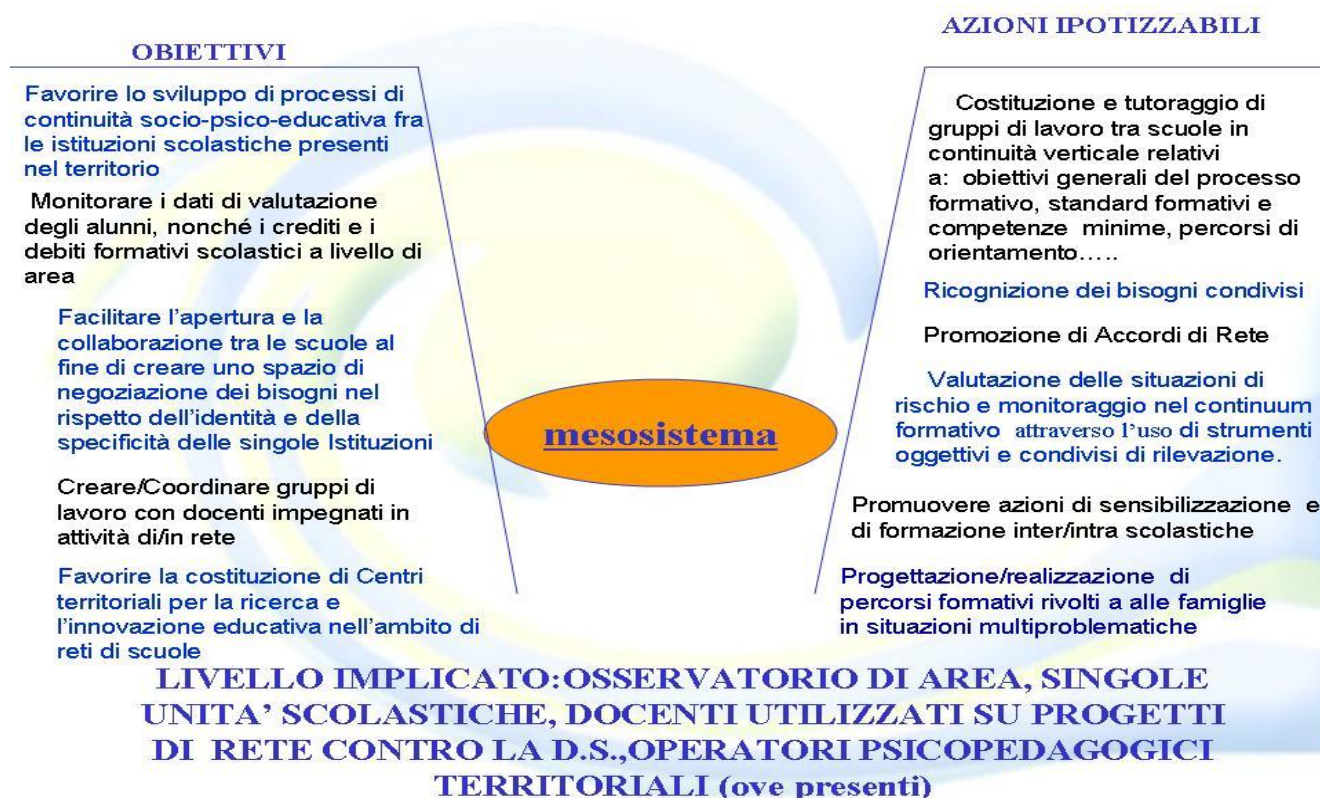 OBIETTIVI
Favorire lo sviluppo di processi di
continuità socio-psico-educativa fra
le istituzioni scolastiche presenti
nel territorio
Monitorare i dati di valutazione
degli alunni, nonché i crediti e i
debiti formativi scolastici a livello di
area
Facilitare l'apertura e la
collaborazione tra le scuole al
fine di creare uno spazio di
negoziazione dei bisogni nel
rispetto dell'identità e della
specificità delle singole Istituzioni
Creare/Coordinare gruppi di
lavoro con docenti impegnati in
attività di/in rete
Favorire la costituzione di Centri
territoriali per la ricerca e
l'innovazione educativa nell'ambito di
reti di scuole
mesosistema
AZIONI IPOTIZZABILI
Costituzione e tutoraggio di
gruppi di lavoro tra scuole in
continuità verticale relativi
a: obiettivi generali del processo
formativo, standard formativi e
competenze minime, percorsi di
orientamento.....
Ricognizione dei bisogni condivisi
Promozione di Accordi di Rete
Valutazione delle situazioni di
rischio e monitoraggio nel continuum
formativo attraverso l'uso di strumenti
oggettivi e condivisi di rilevazione.
Promuovere azioni di sensibilizzazione e
di formazione inter/intra scolastiche
Progettazione/realizzazione di
percorsi formativi rivolti a alle famiglie
in situazioni multiproblematiche
LIVELLO IMPLICATO:OSSERVATORIO DI AREA, SINGOLE
UNITA' SCOLASTICHE, DOCENTI UTILIZZATI SU PROGETTI
DI RETE CONTRO LA D.S.,OPERATORI PSICOPEDAGOGICI
TERRITORIALI (ove presenti)